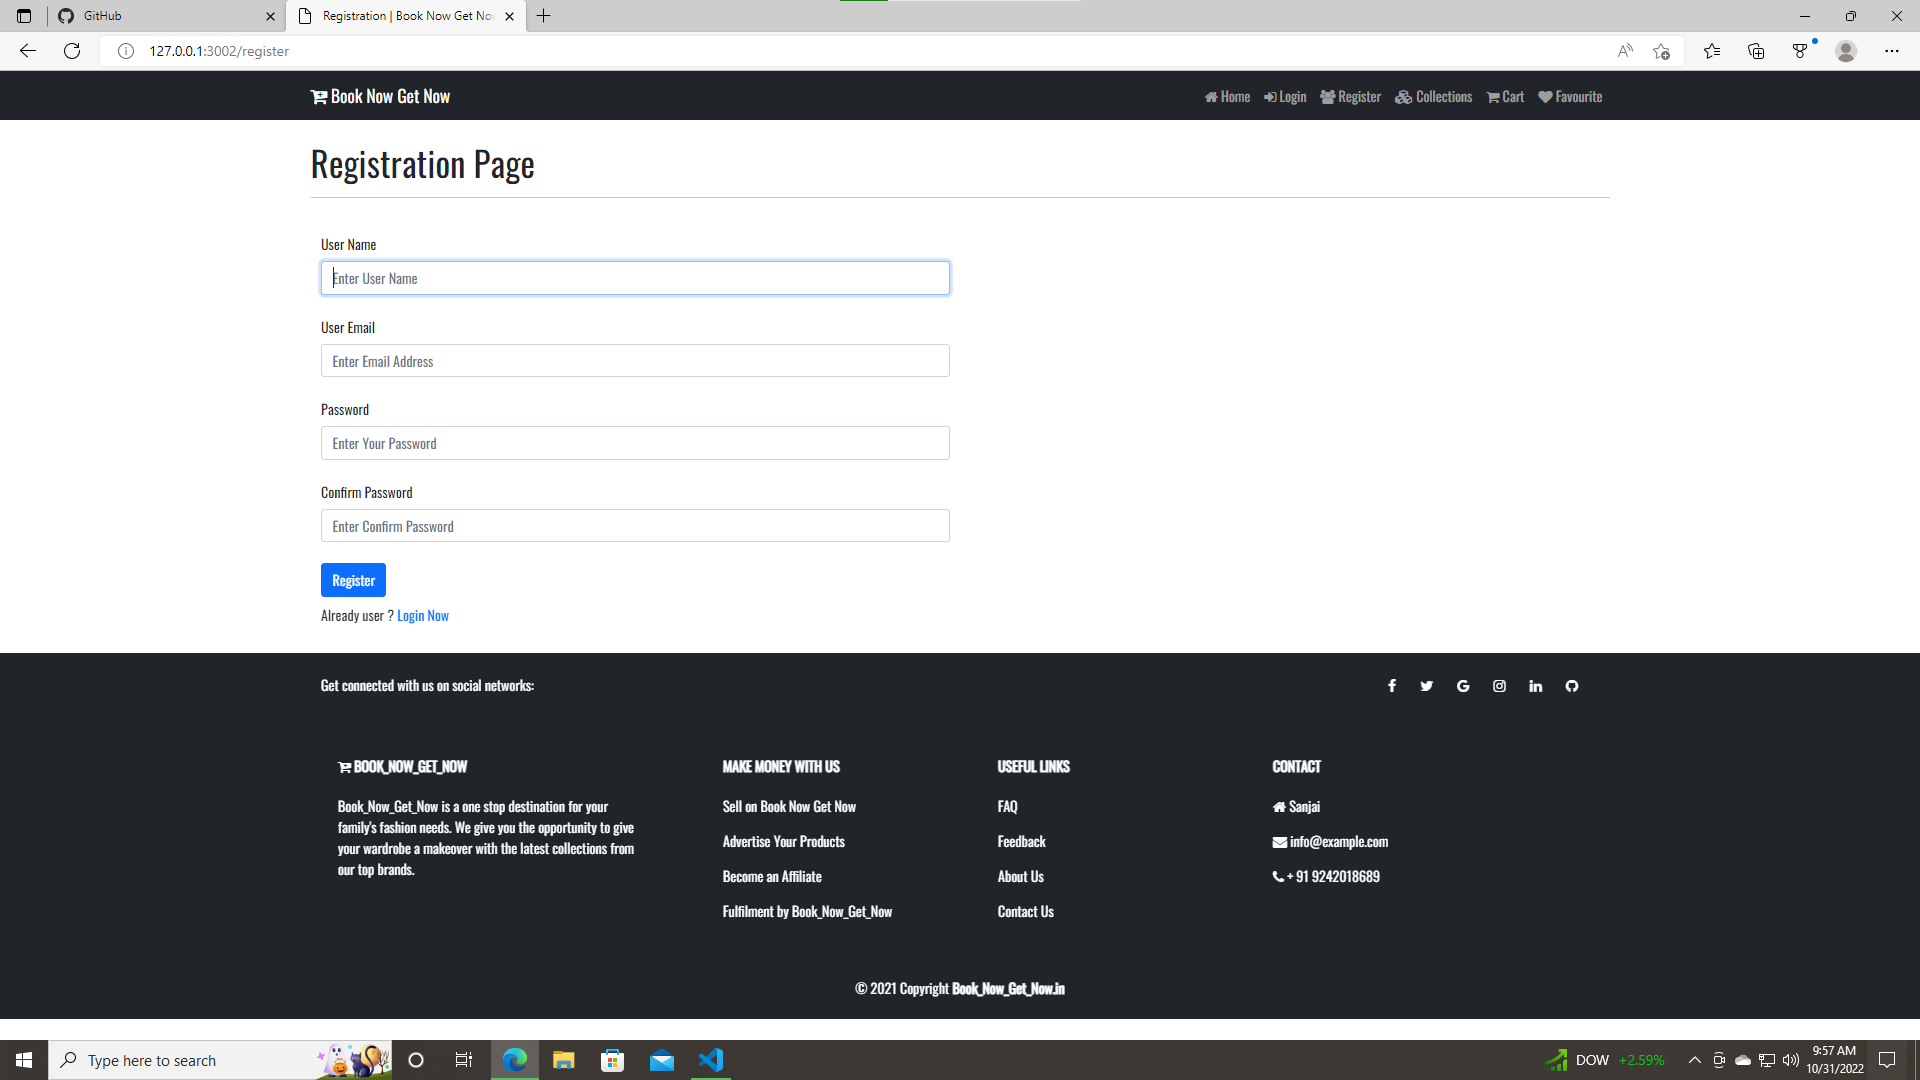 GitHub
Registration | Book Now Get Nov
127.0.0.1:3002/register
Book Now Get Now
Home Login Register Collections Cart Favourite
Registration Page
User Name
Enter User Name
User Email
Enter Email Address
Password
Enter Your Password
Confirm Password
Enter Confirm Password
Register
Already user ? Login Now
Get connected with us on social networks:
BOOK_NOW_GET_NOW
Book_Now_Get_Now is a one stop destination for your
family's fashion needs. We give you the opportunity to give
your wardrobe a makeover with the latest collections from
our top brands.
MAKE MONEY WITH US
Sell on Book Now Get Now
Advertise Your Products
Become an Affiliate
Fulfilment by Book_Now_Get_Now
USEFUL LINKS
FAQ
Feedback
About Us
Contact Us
CONTACT
Sanjai
info@example.com
+ 91 9242018689
© 2021 Copyright Book_Now_Get_Now.in
Type here to search
DOW +2.59%
9:57 AM
10/31/2022